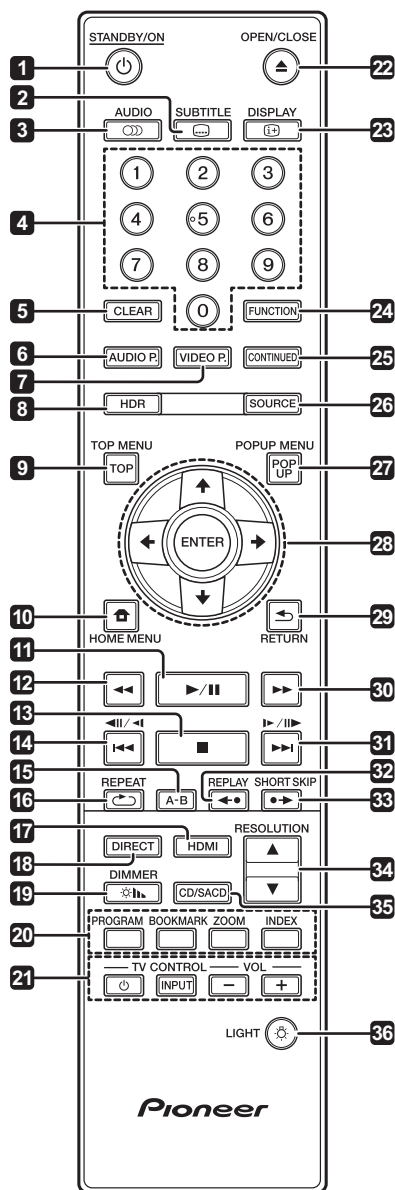 STANDBY/ON OPEN/CLOSE
1 22
2
AUDIO SUBTITLE DISPLAY
3 23
1 2 3
4
4 5 6
7 8 9
5 CLEAR 0 FUNCTION 24
6 AUDIO P. VIDEO P. CONTINUED 25
7
8 HDR SOURCE 26
TOP MENU POPUP MENU
9 TOP POP UP 27
ENTER 28
10 29
HOME MENU RETURN
11
12 30
13
14 31
15 32
REPEAT REPLAY SHORT SKIP
16 A-B 33
17 RESOLUTION
DIRECT HDMI
18 34
DIMMER
19 CD/SACD 35
PROGRAM BOOKMARK ZOOM INDEX
20
TV CONTROL VOL
21 INPUT − +
LIGHT 36
Pioneer